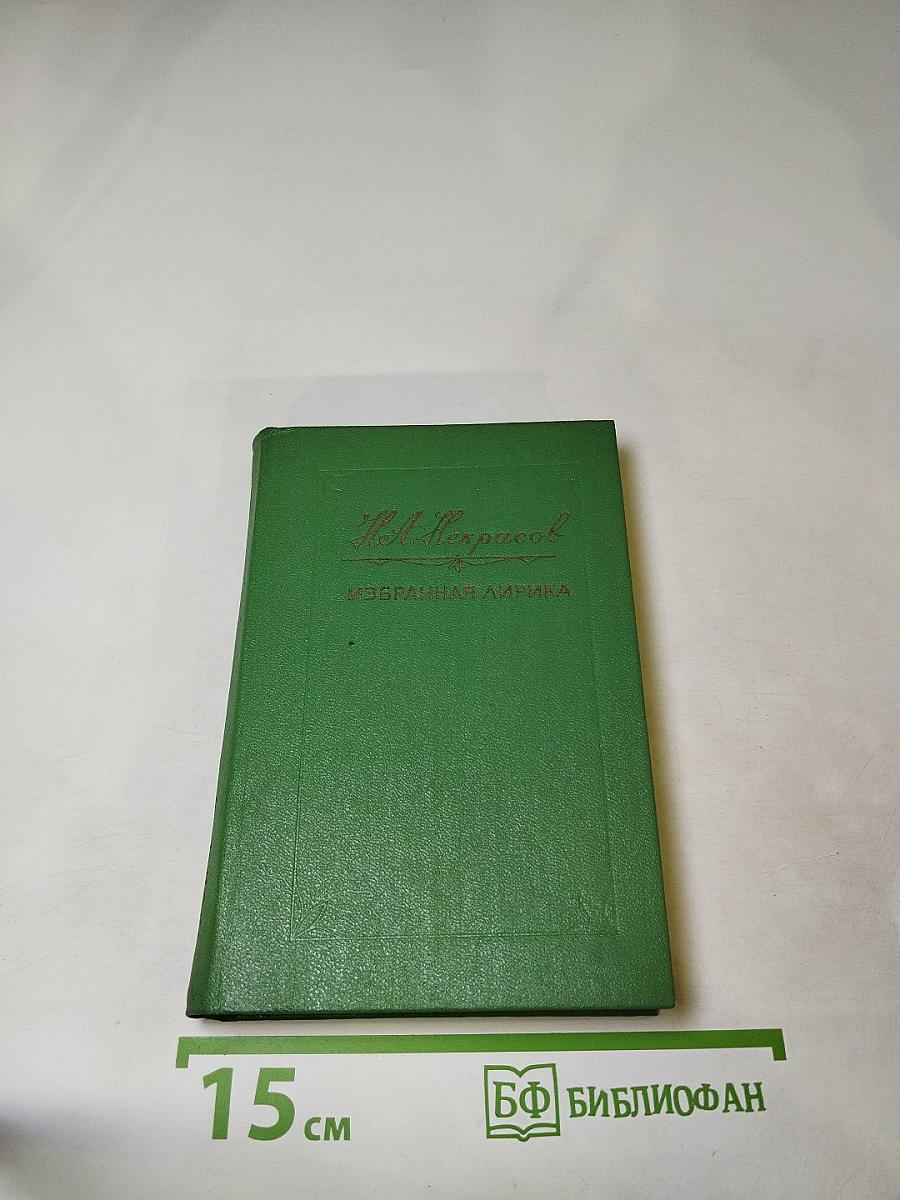 Н.А.Некрасов
ИЗБРАННАЯ ЛИРИКА
15 см
БФ БИБЛИОФАН